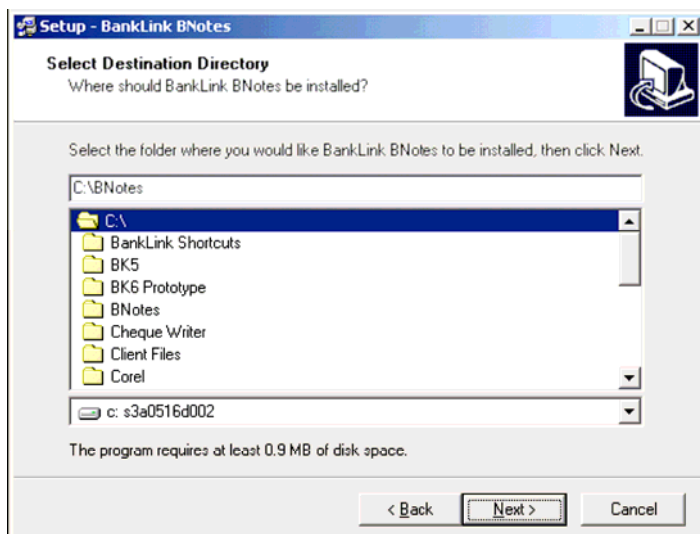 Setup - BankLink BNotes
Select Destination Directory
Where should BankLink BNotes be installed?
Select the folder where you would like BankLink BNotes to be installed, then click Next.
C:\BNotes
C:\
BankLink Shortcuts
BK5
BK6 Prototype
BNotes
Cheque Writer
Client Files
Corel
c: s3a0516d002
The program requires at least 0.9 MB of disk space.
< Back Next > Cancel